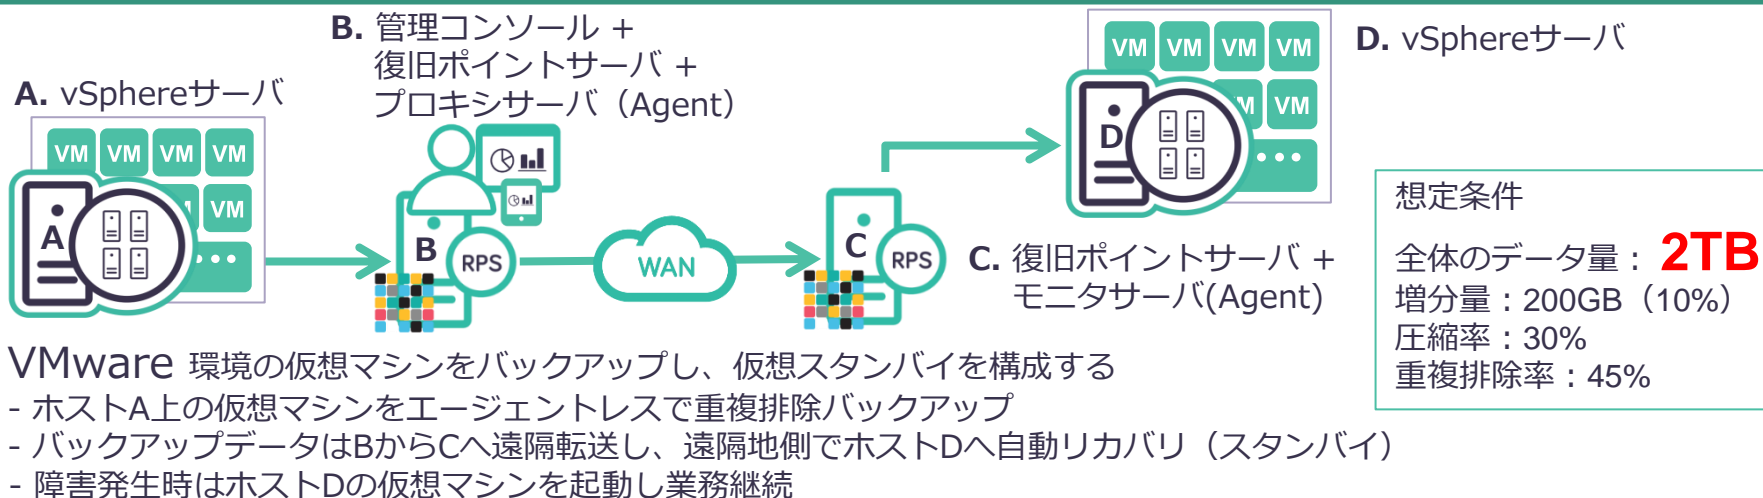 B. 管理コンソール +
復旧ポイントサーバ +
プロキシサーバ（Agent）
A. vSphereサーバ
VM VM VM VM
VM
A
B
RPS
WAN
C
RPS
VM VM VM VM
VM
D
D. vSphereサーバ
C. 復旧ポイントサーバ +
モニタサーバ(Agent)
想定条件
全体のデータ量： 2TB
増分量：200GB（10%）
圧縮率：30%
重複排除率：45%
VMware 環境の仮想マシンをバックアップし、仮想スタンバイを構成する
- ホストA上の仮想マシンをエージェントレスで重複排除バックアップ
- バックアップデータはBからCへ遠隔転送し、遠隔地側でホストDへ自動リカバリ（スタンバイ）
- 障害発生時はホストDの仮想マシンを起動し業務継続